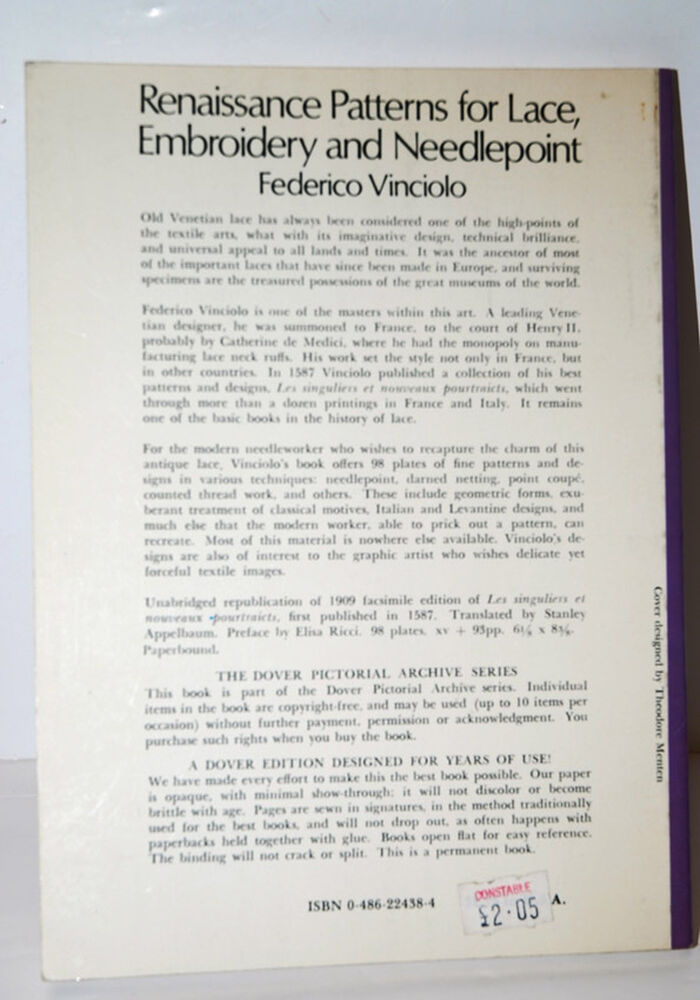 Renaissance Patterns for Lace,
Embroidery and Needlepoint
Federico Vinciolo
Old Venetian lace has always been considered one of the high-points of
the textile arts, what with its imaginative design, technical brilliance,
and universal appeal to all lands and times. It was the ancestor of most
of the important laces that have since been made in Europe, and surviving
specimens are the treasured possessions of the great museums of the world.
Federico Vinciolo is one of the masters within this art. A leading Vene-
tian designer, he was summoned to France, to the court of Henry II,
probably by Catherine de Medici, where he had the monopoly on manu-
facturing lace neck ruffs. His work set the style not only in France, but
in other countries. In 1587 Vinciolo published a collection of his best
patterns and designs, Les singuliers et nouveaux pourtraicts, which went
through more than a dozen printings in France and Italy. It remains
one of the basic books in the history of lace.
For the modern needleworker who wishes to recapture the charm of this
antique lace, Vinciolo's book offers 98 plates of fine patterns and de-
signs in various techniques: needlepoint, darned netting, point coupé,
counted thread work, and others. These include geometric forms, exu-
berant treatment of classical motives, Italian and Levantine designs, and
much else that the modern worker, able to prick out a pattern, can
recreate. Most of this material is nowhere else available. Vinciolo's de-
signs are also of interest to the graphic artist who wishes delicate yet
forceful textile images.
Unabridged republication of 1909 facsimile edition of Les singuliers et
nouveaux pourtraicts, first published in 1587. Translated by Stanley
Appelbaum. Preface by Elisa Ricci. 98 plates. xv + 93pp. 6⅛ x 8¾.
Paperbound.
THE DOVER PICTORIAL ARCHIVE SERIES
This book is part of the Dover Pictorial Archive series. Individual
items in the book are copyright-free, and may be used (up to 10 items per
occasion) without further payment, permission or acknowledgment. You
purchase such rights when you buy the book.
A DOVER EDITION DESIGNED FOR YEARS OF USE!
We have made every effort to make this the best book possible. Our paper
is opaque, with minimal show-through; it will not discolor or become
brittle with age. Pages are sewn in signatures, in the method traditionally
used for the best books, and will not drop out, as often happens with
paperbacks held together with glue. Books open flat for easy reference.
The binding will not crack or split. This is a permanent book.
ISBN 0-486-22438-4
CONSTABLE
£2·05
A.
Cover designed by Theodore Menten